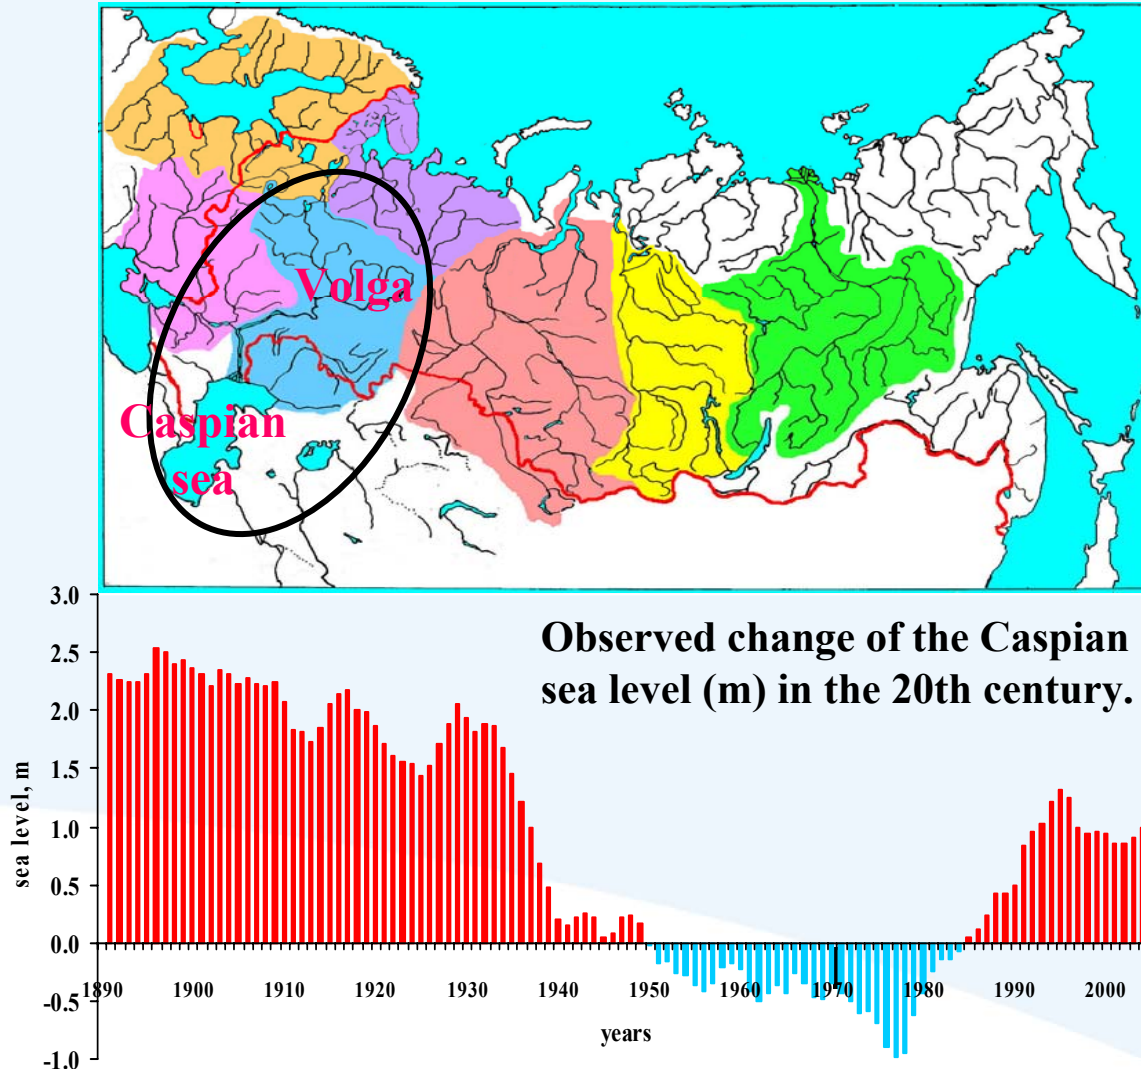 Volga
Caspian
sea
Observed change of the Caspian
sea level (m) in the 20th century.
3.0
2.5
2.0
1.5
1.0
0.5
0.0
-0.5
-1.0
sea level, m
1890 1900 1910 1920 1930 1940 1950 1960 1970 1980 1990 2000
years